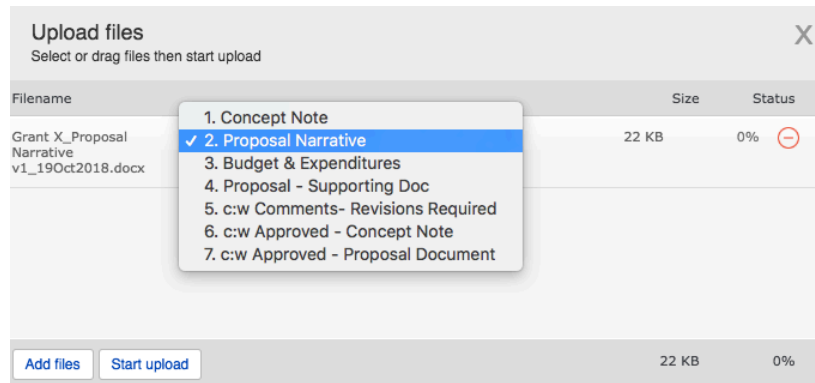 Upload files
X
Select or drag files then start upload
Filename
Size
Status
1. Concept Note
Grant X_Proposal
Narrative
v1_19Oct2018.docx
✓ 2. Proposal Narrative
22 KB
0%
3. Budget & Expenditures
4. Proposal - Supporting Doc
5. c:w Comments- Revisions Required
6. c:w Approved - Concept Note
7. c:w Approved - Proposal Document
Add files
Start upload
22 KB
0%